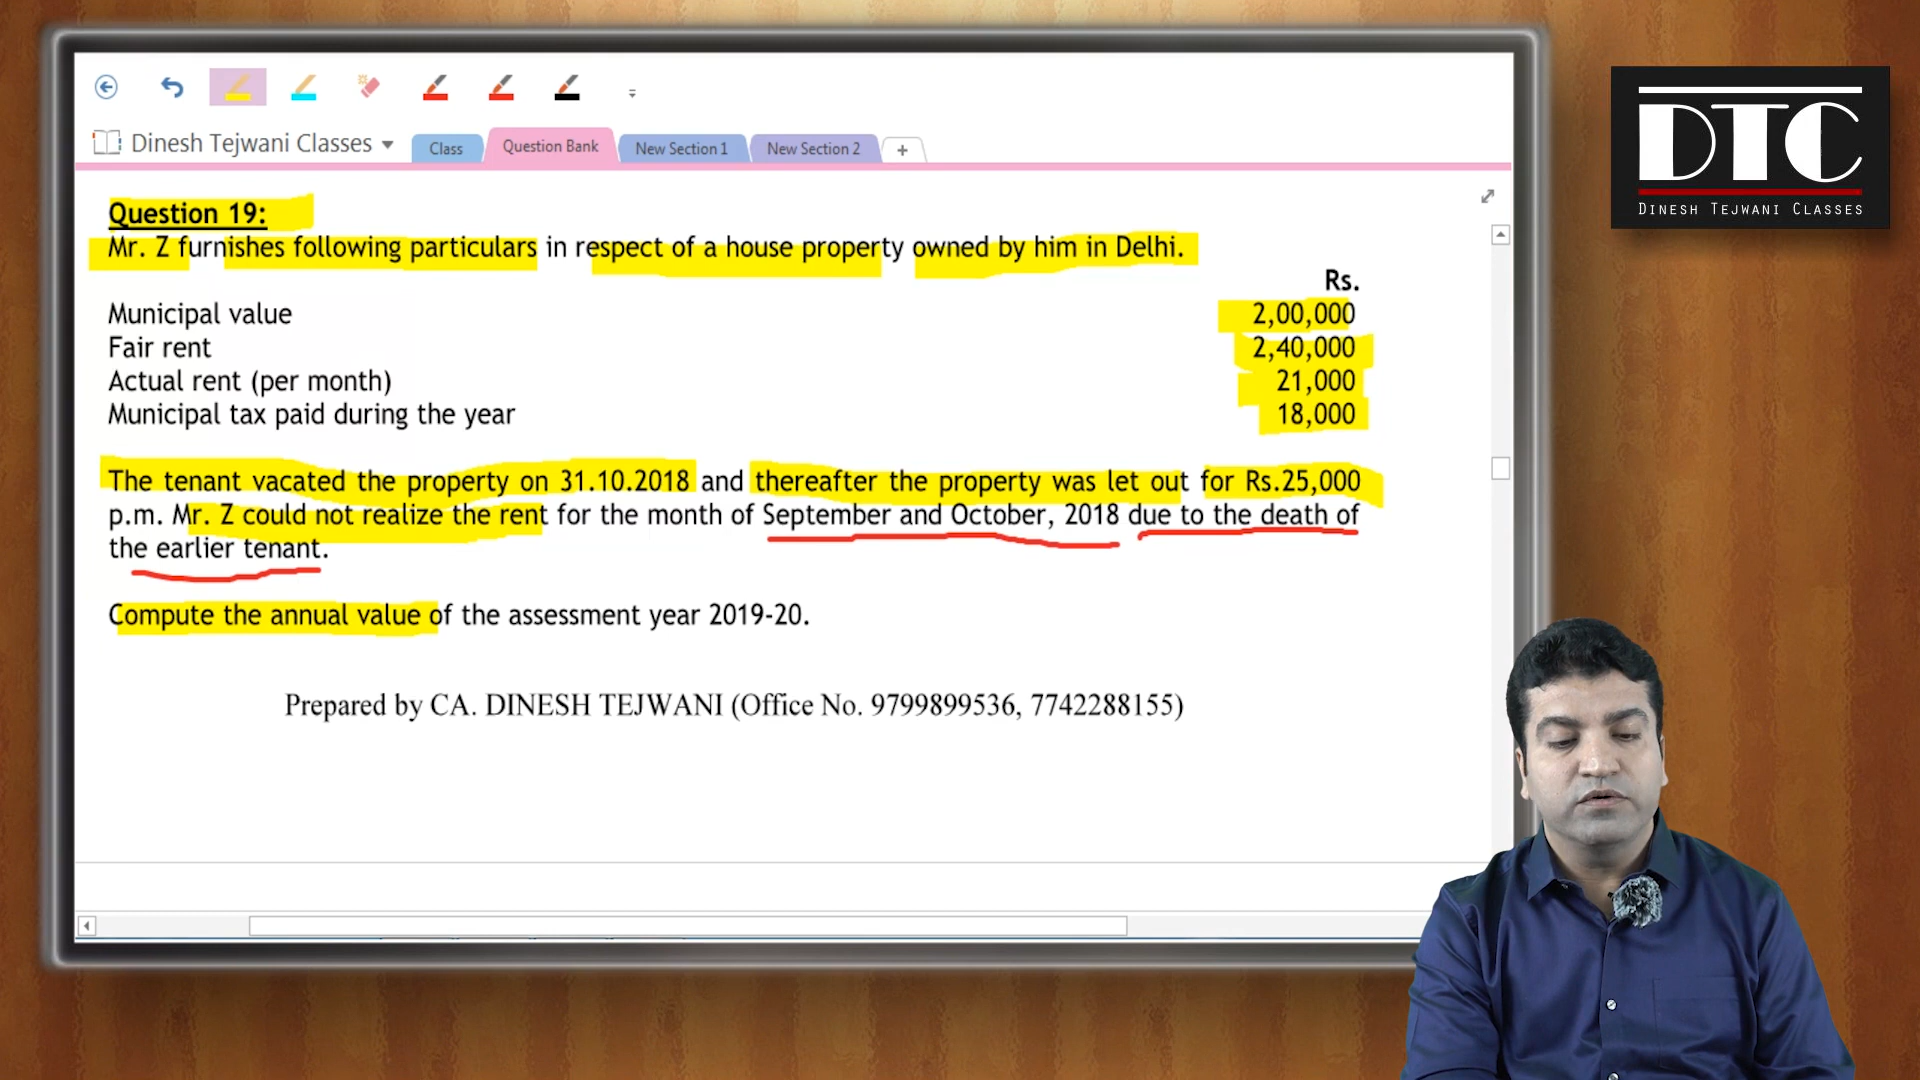 DTC
DINESH TEJWANI CLASSES
Dinesh Tejwani Classes
Class
Question Bank
New Section 1
New Section 2
Question 19:
Mr. Z furnishes following particulars in respect of a house property owned by him in Delhi.
Rs.
Municipal value 2,00,000
Fair rent 2,40,000
Actual rent (per month) 21,000
Municipal tax paid during the year 18,000
The tenant vacated the property on 31.10.2018 and thereafter the property was let out for Rs.25,000
p.m. Mr. Z could not realize the rent for the month of September and October, 2018 due to the death of
the earlier tenant.
Compute the annual value of the assessment year 2019-20.
Prepared by CA. DINESH TEJWANI (Office No. 9799899536, 7742288155)